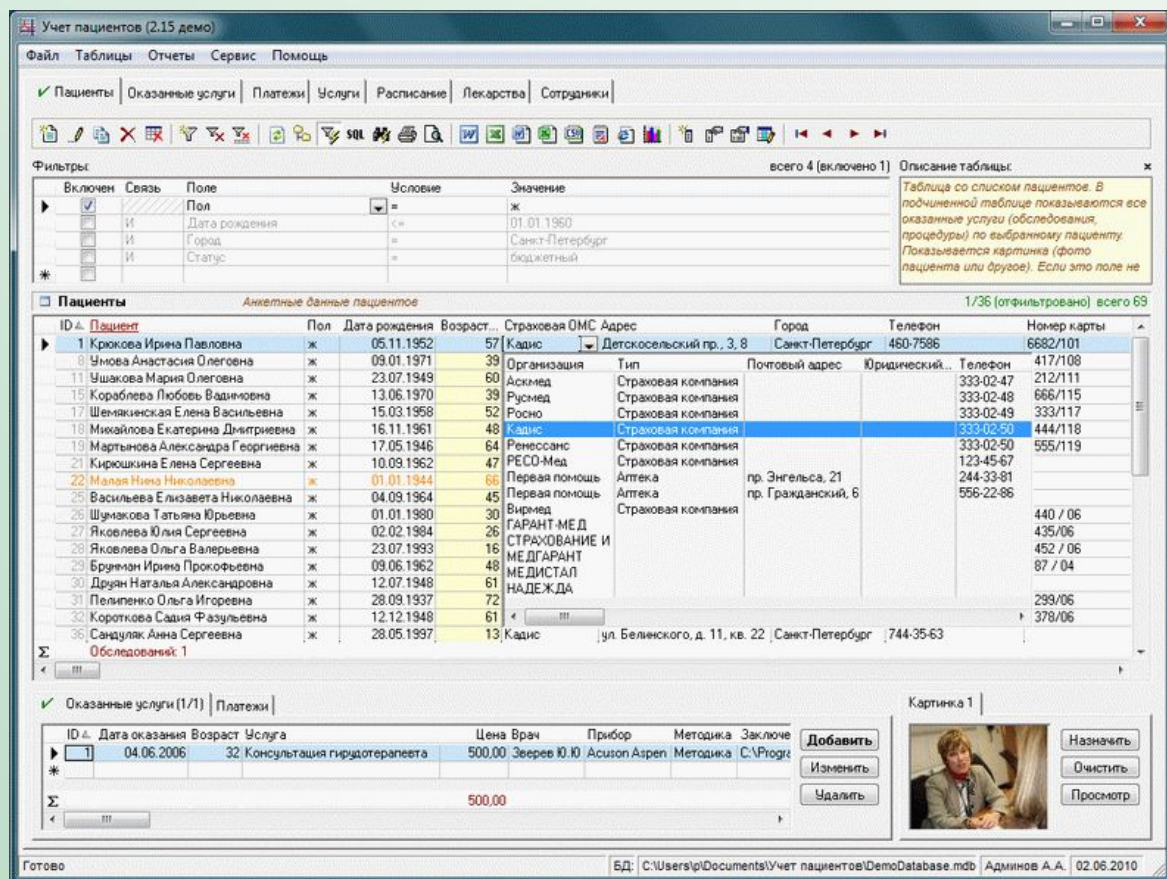 Учет пациентов (2.15 демо)
Файл Таблицы Отчеты Сервис Помощь
Пациенты Оказанные услуги Платежи Услуги Расписание Лекарства Сотрудники
SQL
Фильтры: всего 4 (включено 1) Описание таблицы:
Включен Связь Поле Условие Значение
Пол = ж
И Дата рождения <= 01.01.1960
И Город = Санкт-Петербург
И Статус = бюджетный
Таблица со списком пациентов. В
подчиненной таблице показываются все
оказанные услуги (обследования,
процедуры) по выбранному пациенту.
Показывается картинка (фото
пациента или другое). Если это поле не
Пациенты Анкетные данные пациентов 1/36 (отфильтровано) всего 69
ID Пациент Пол Дата рождения Возраст... Страховая ОМС Адрес Город Телефон Номер карты
1 Крюкова Ирина Павловна ж 05.11.1952 57 Кадис Детскосельский пр., 3, 8 Санкт-Петербург 460-7586 6682/101
8 Умова Анастасия Олеговна ж 09.01.1971 39 417/108
11 Ушакова Мария Олеговна ж 23.07.1949 60 212/111
15 Кораблева Любовь Вадимовна ж 13.06.1970 39 666/115
17 Шемякинская Елена Васильевна ж 15.03.1958 52 333/117
18 Михайлова Екатерина Дмитриевна ж 16.11.1961 48 444/118
19 Мартынова Александра Георгиевна ж 17.05.1946 64 555/119
21 Кирюшкина Елена Сергеевна ж 10.09.1962 47
22 Малая Нина Николаевна ж 01.01.1944 66
25 Васильева Елизавета Николаевна ж 04.09.1964 45
26 Шумакова Татьяна Юрьевна ж 01.01.1980 30 440 / 06
27 Яковлева Юлия Сергеевна ж 02.02.1984 26 435/06
28 Яковлева Ольга Валерьевна ж 23.07.1993 16 452 / 06
29 Брунман Ирина Прокофьевна ж 09.06.1962 48 87 / 04
30 Друян Наталья Александровна ж 12.07.1948 61
31 Пелипенко Ольга Игоревна ж 28.09.1937 72 299/06
32 Короткова Садия Фазульевна ж 12.12.1948 61 378/06
36 Сандуляк Анна Сергеевна ж 28.05.1997 13 Кадис ул. Белинского, д. 11, кв. 22 Санкт-Петербург 744-35-63
Σ Обследований: 1
Организация Тип Почтовый адрес Юридический... Телефон
Аскмед Страховая компания 333-02-47
Русмед Страховая компания 333-02-48
Росно Страховая компания 333-02-49
Кадис Страховая компания 333-02-50
Ренессанс Страховая компания 333-02-50
РЕСО-Мед Страховая компания 123-45-67
Первая помощь Аптека пр. Энгельса, 21 244-33-81
Первая помощь Аптека пр. Гражданский, 6 556-22-86
Вирмед Страховая компания
ГАРАНТ-МЕД
СТРАХОВАНИЕ И
МЕДГАРАНТ
МЕДИСТАЛ
НАДЕЖДА
Оказанные услуги (1/1) Платежи Картинка 1
ID Дата оказания Возраст Услуга Цена Врач Прибор Методика Заключе
1 04.06.2006 32 Консультация гирудотерапевта 500,00 Зверев Ю.Ю Acuson Aspen Методика C:\Progra
Σ 500,00
Добавить
Изменить
Удалить
Назначить
Очистить
Просмотр
Готово БД: C:\Users\p\Documents\Учет пациентов\DemoDatabase.mdb Админов А.А. 02.06.2010